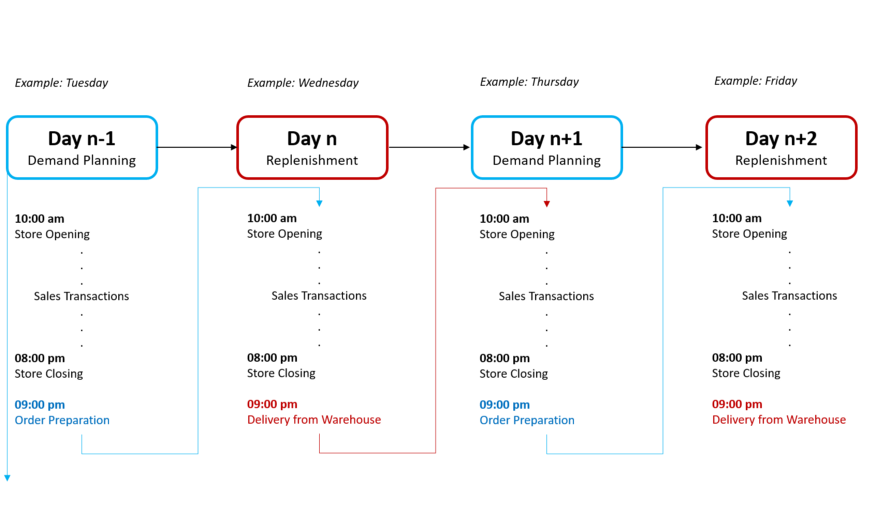 Example: Tuesday
Example: Wednesday
Example: Thursday
Example: Friday
Day n-1
Demand Planning
Day n
Replenishment
Day n+1
Demand Planning
Day n+2
Replenishment
10:00 am
Store Opening
.
.
.
Sales Transactions
.
.
.
08:00 pm
Store Closing
09:00 pm
Order Preparation
10:00 am
Store Opening
.
.
.
Sales Transactions
.
.
.
08:00 pm
Store Closing
09:00 pm
Delivery from Warehouse
10:00 am
Store Opening
.
.
.
Sales Transactions
.
.
.
08:00 pm
Store Closing
09:00 pm
Order Preparation
10:00 am
Store Opening
.
.
.
Sales Transactions
.
.
.
08:00 pm
Store Closing
09:00 pm
Delivery from Warehouse